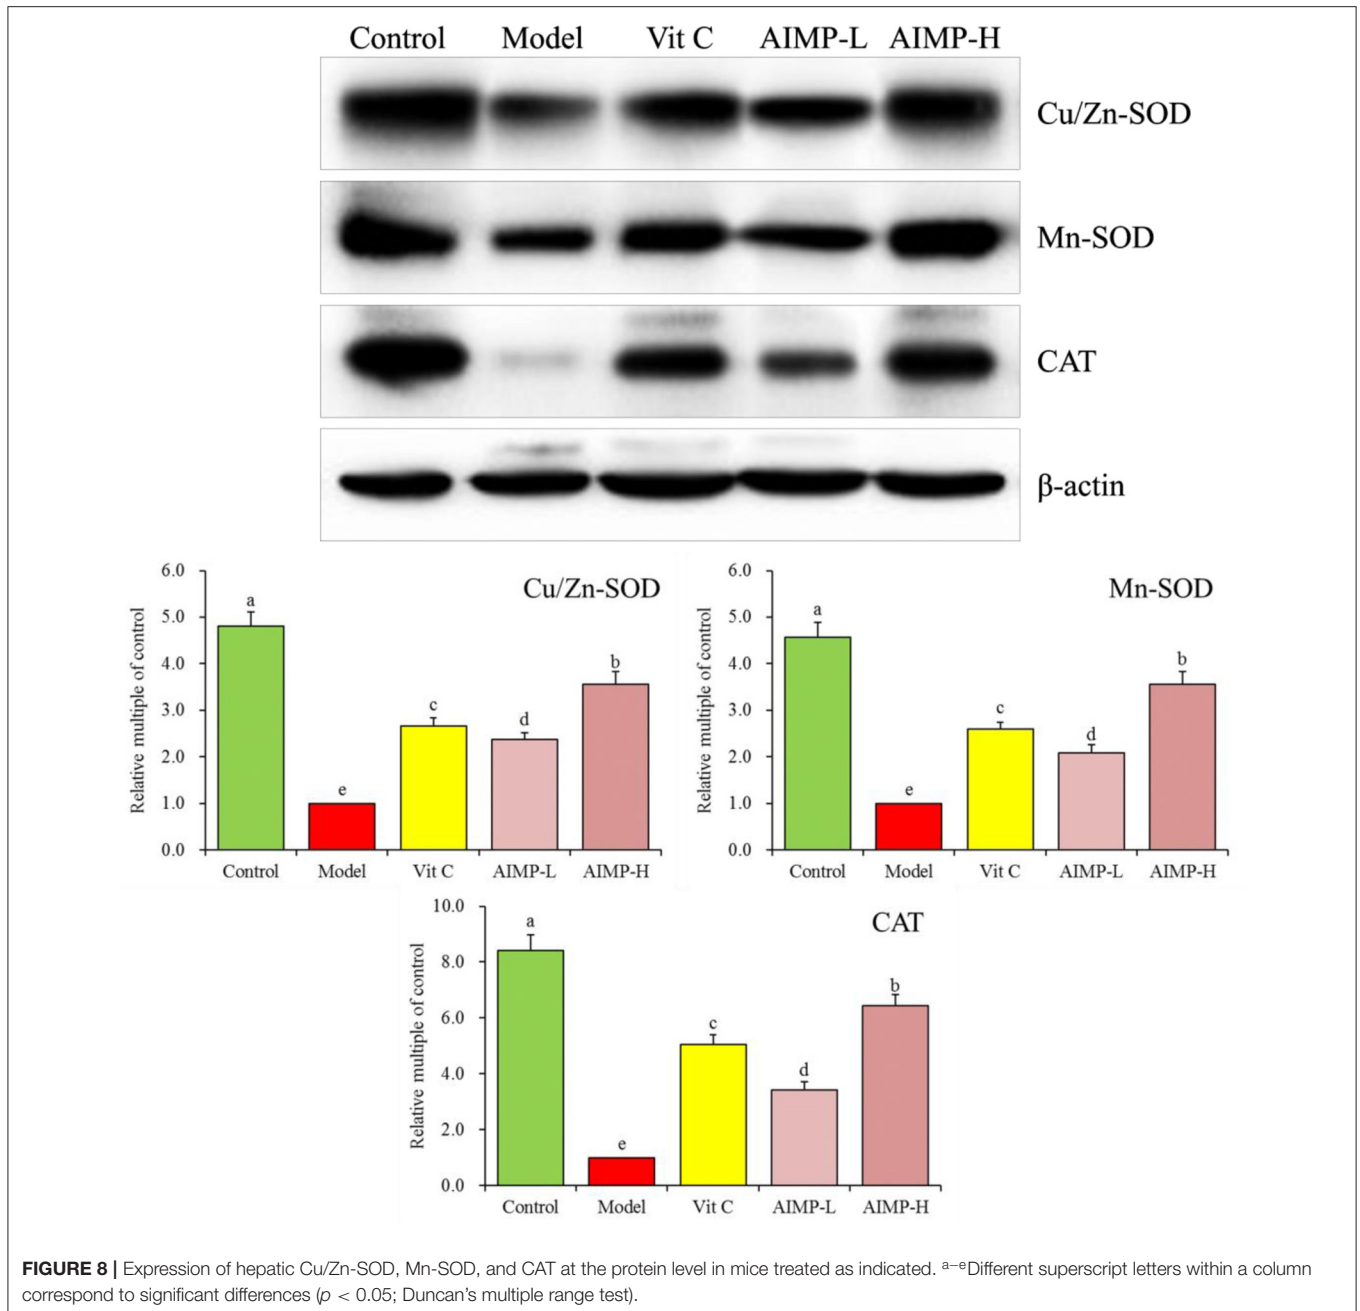 Control Model Vit C AIMP-L AIMP-H
Cu/Zn-SOD
Mn-SOD
CAT
β-actin
Cu/Zn-SOD
Relative multiple of control
6.0
5.0
4.0
3.0
2.0
1.0
0.0
a
e
c
d
b
Control Model Vit C AIMP-L AIMP-H
Mn-SOD
Relative multiple of control
6.0
5.0
4.0
3.0
2.0
1.0
0.0
a
e
c
d
b
Control Model Vit C AIMP-L AIMP-H
CAT
Relative multiple of control
10.0
8.0
6.0
4.0
2.0
0.0
a
e
c
d
b
Control Model Vit C AIMP-L AIMP-H
FIGURE 8 | Expression of hepatic Cu/Zn-SOD, Mn-SOD, and CAT at the protein level in mice treated as indicated. a–eDifferent superscript letters within a column
correspond to significant differences (p < 0.05; Duncan's multiple range test).